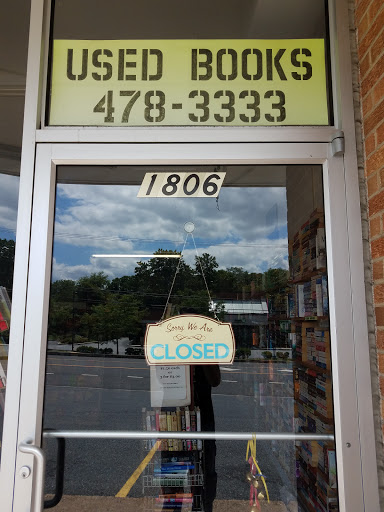 USED BOOKS
478-3333
1806
Sorry We Are
CLOSED